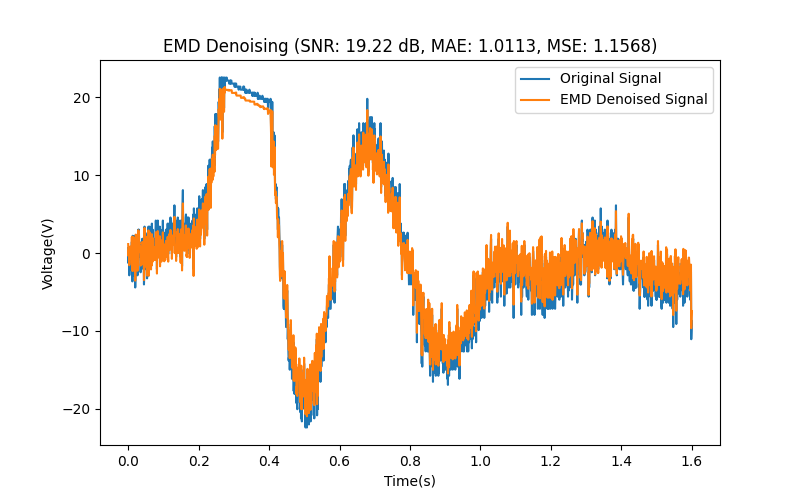 EMD Denoising (SNR: 19.22 dB, MAE: 1.0113, MSE: 1.1568)
Original Signal
EMD Denoised Signal
Voltage(V)
20
10
0
−10
−20
0.0 0.2 0.4 0.6 0.8 1.0 1.2 1.4 1.6
Time(s)